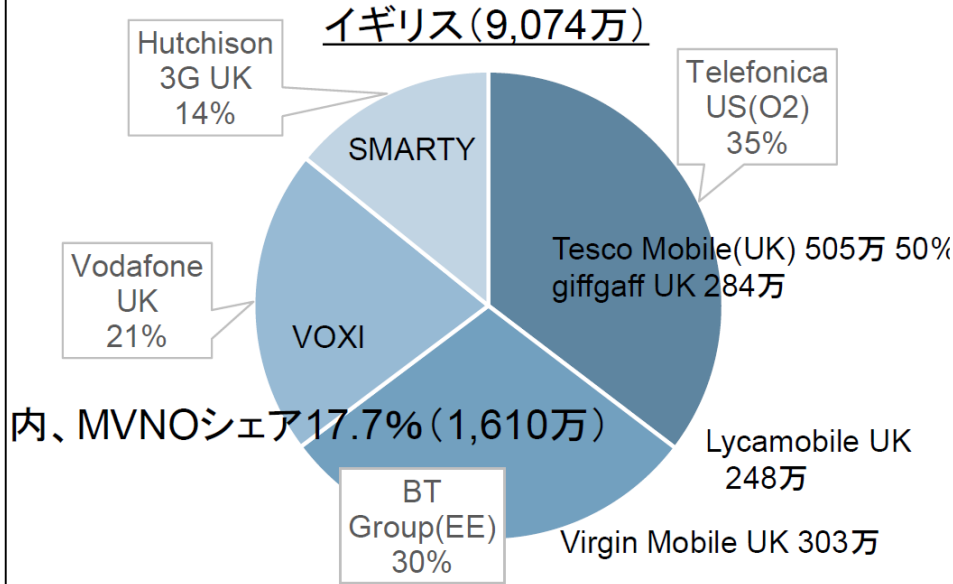 イギリス（9,074万）
Hutchison
3G UK
14%
Telefonica
US(O2)
35%
SMARTY
Tesco Mobile(UK) 505万 50%
giffgaff UK 284万
Vodafone
UK
21%
VOXI
内、MVNOシェア17.7%（1,610万）
Lycamobile UK
248万
BT
Group(EE)
30%
Virgin Mobile UK 303万